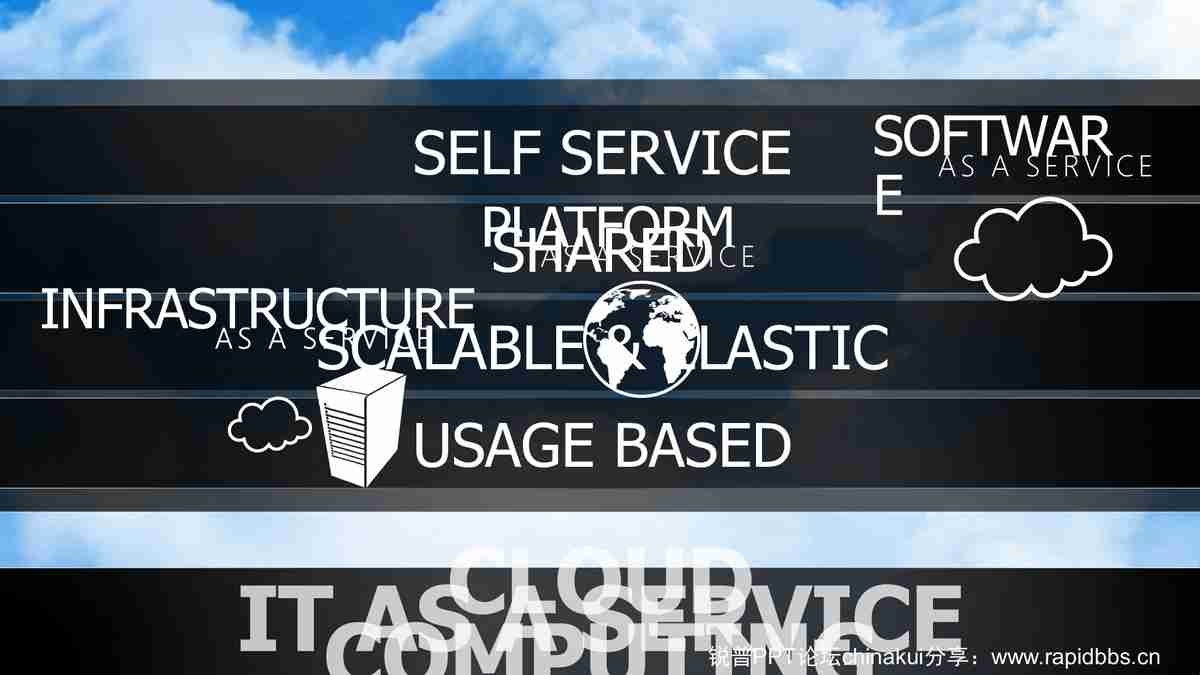 SELF SERVICE
SOFTWAR
E
AS A SERVICE
PLATFORM
AS A SERVICE
SHARED
INFRASTRUCTURE
AS A SERVICE
SCALABLE & ELASTIC
USAGE BASED
CLOUD
COMPUTING
IT AS A SERVICE
锐普PPT论坛chinakui分享：www.rapidbbs.cn